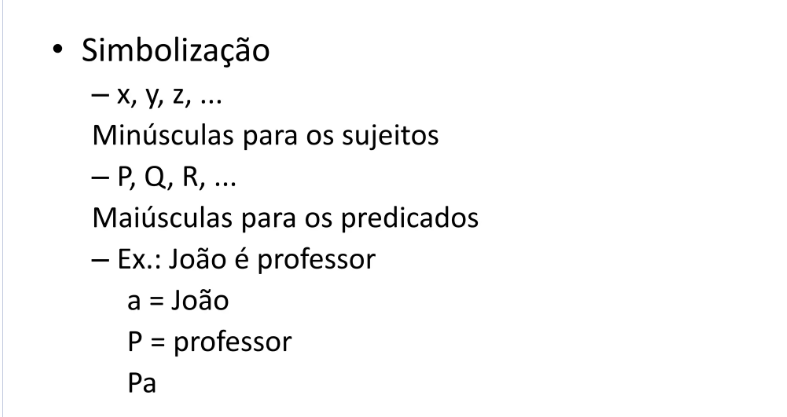 • Simbolização
– x, y, z, ...
Minúsculas para os sujeitos
– P, Q, R, ...
Maiúsculas para os predicados
– Ex.: João é professor
a = João
P = professor
Pa